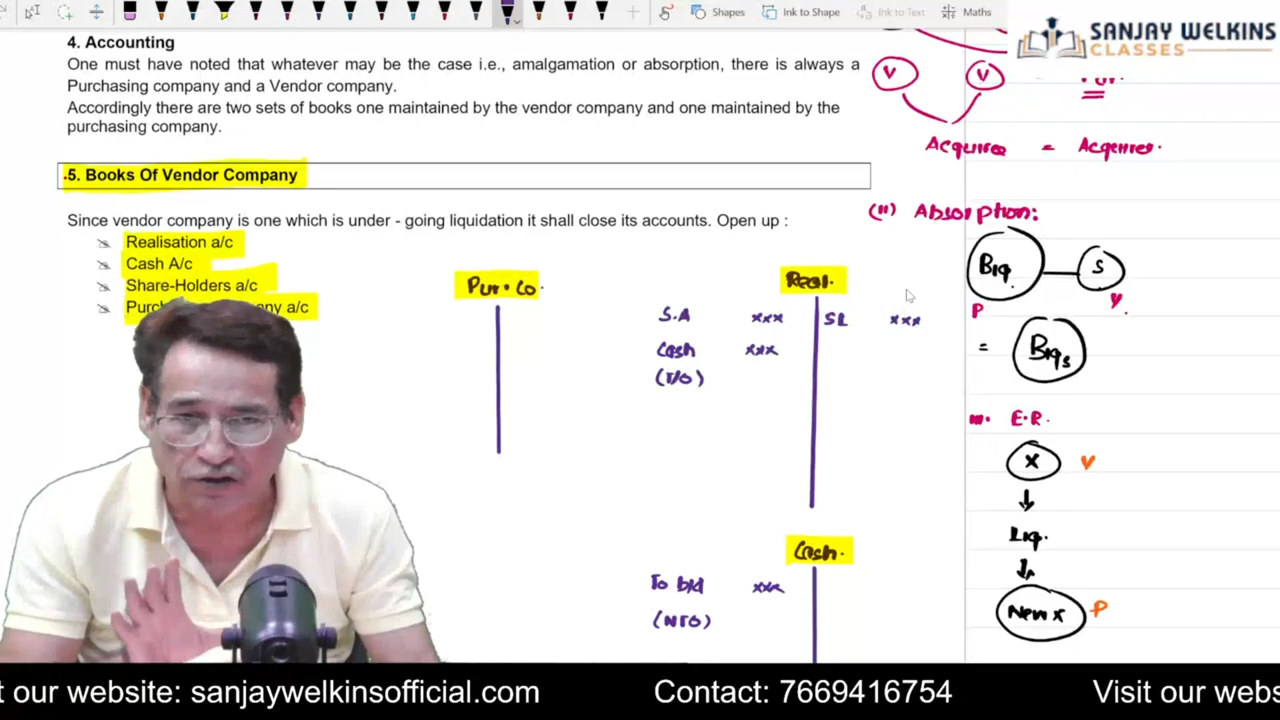 Shapes
Ink to Shape
Ink to Text
Maths
SANJAY WELKINS
CLASSES
4. Accounting
One must have noted that whatever may be the case i.e., amalgamation or absorption, there is always a
Purchasing company and a Vendor company.
Accordingly there are two sets of books one maintained by the vendor company and one maintained by the
purchasing company.
5. Books Of Vendor Company
Since vendor company is one which is under - going liquidation it shall close its accounts. Open up :
Realisation a/c
Cash A/c
Share-Holders a/c
a/c
Pur. Co.
Real.
S.A xxx SL xxx
Cash xxx
(T/O)
Cash.
To b/d xxx
(NTO)
V V
Acquiree = Acquirer.
(II) Absorption:
Big S
P V.
= Bigs
III. E.R.
X V
Liq.
New X P
t our website: sanjaywelkinsofficial.com Contact: 7669416754 Visit our webs